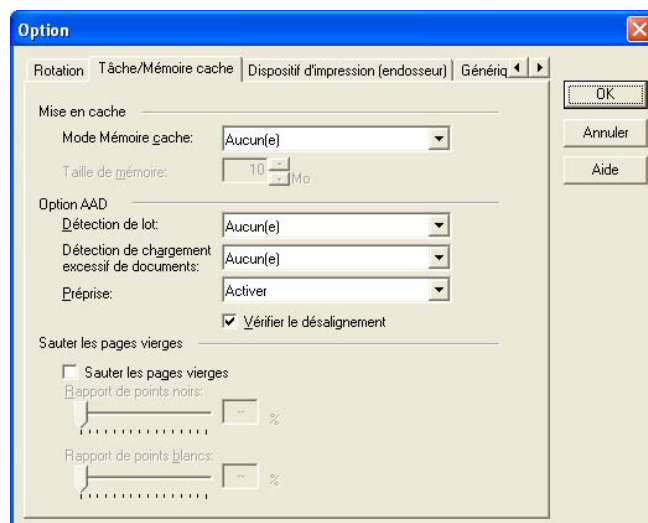 Option
Rotation Tâche/Mémoire cache Dispositif d'impression (endosseur) Génériq
OK
Mise en cache
Annuler
Mode Mémoire cache: Aucun(e)
Aide
Taille de mémoire: 10 Mo
Option AAD
Détection de lot: Aucun(e)
Détection de chargement
excessif de documents: Aucun(e)
Préprise: Activer
Vérifier le désalignement
Sauter les pages vierges
Sauter les pages vierges
Rapport de points noirs:
-- %
Rapport de points blancs:
-- %